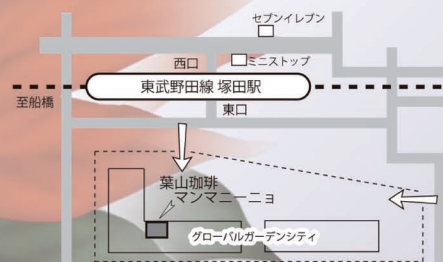 セブンイレブン
西口
ミニストップ
東武野田線 塚田駅
至船橋
東口
葉山珈琲
マンマニーニョ
グローバルガーデンシティ